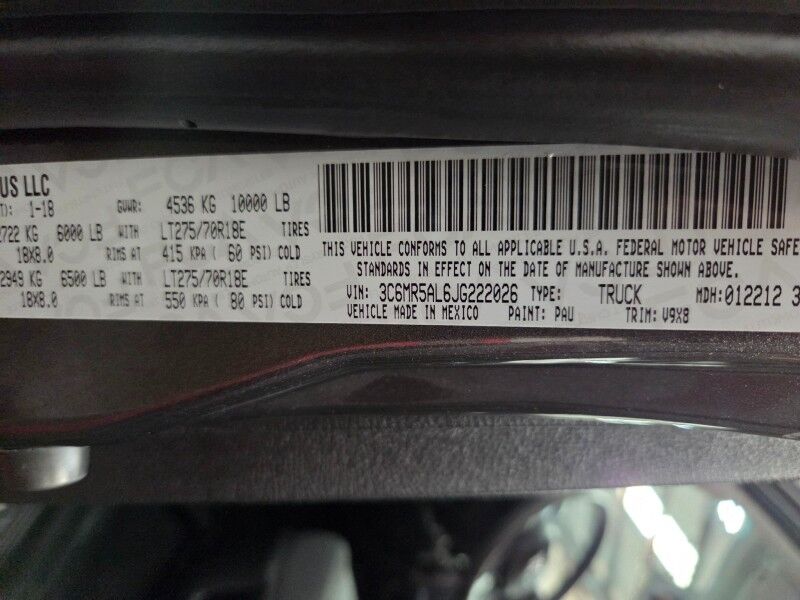 US LLC
T): 1-18 GVWR: 4536 KG 10000 LB
2722 KG 6000 LB WITH LT275/70R18E TIRES
18X8.0 RIMS AT 415 KPA ( 60 PSI) COLD
2949 KG 6500 LB WITH LT275/70R18E TIRES
18X8.0 RIMS AT 550 KPA ( 80 PSI) COLD
THIS VEHICLE CONFORMS TO ALL APPLICABLE U.S.A. FEDERAL MOTOR VEHICLE SAFE
STANDARDS IN EFFECT ON THE DATE OF MANUFACTURE SHOWN ABOVE.
VIN: 3C6MR5AL6JG222026 TYPE: TRUCK MDH: 012212 3
VEHICLE MADE IN MEXICO PAINT: PAU TRIM: V9X8